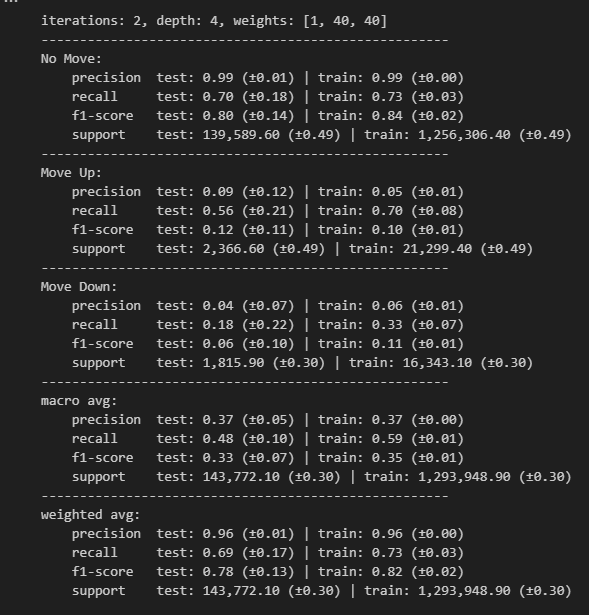 iterations: 2, depth: 4, weights: [1, 40, 40]
-----------------------------------------------------
No Move:
    precision  test: 0.99 (±0.01) | train: 0.99 (±0.00)
    recall     test: 0.70 (±0.18) | train: 0.73 (±0.03)
    f1-score   test: 0.80 (±0.14) | train: 0.84 (±0.02)
    support    test: 139,589.60 (±0.49) | train: 1,256,306.40 (±0.49)
-----------------------------------------------------
Move Up:
    precision  test: 0.09 (±0.12) | train: 0.05 (±0.01)
    recall     test: 0.56 (±0.21) | train: 0.70 (±0.08)
    f1-score   test: 0.12 (±0.11) | train: 0.10 (±0.01)
    support    test: 2,366.60 (±0.49) | train: 21,299.40 (±0.49)
-----------------------------------------------------
Move Down:
    precision  test: 0.04 (±0.07) | train: 0.06 (±0.01)
    recall     test: 0.18 (±0.22) | train: 0.33 (±0.07)
    f1-score   test: 0.06 (±0.10) | train: 0.11 (±0.01)
    support    test: 1,815.90 (±0.30) | train: 16,343.10 (±0.30)
-----------------------------------------------------
macro avg:
    precision  test: 0.37 (±0.05) | train: 0.37 (±0.00)
    recall     test: 0.48 (±0.10) | train: 0.59 (±0.01)
    f1-score   test: 0.33 (±0.07) | train: 0.35 (±0.01)
    support    test: 143,772.10 (±0.30) | train: 1,293,948.90 (±0.30)
-----------------------------------------------------
weighted avg:
    precision  test: 0.96 (±0.01) | train: 0.96 (±0.00)
    recall     test: 0.69 (±0.17) | train: 0.73 (±0.03)
    f1-score   test: 0.78 (±0.13) | train: 0.82 (±0.02)
    support    test: 143,772.10 (±0.30) | train: 1,293,948.90 (±0.30)